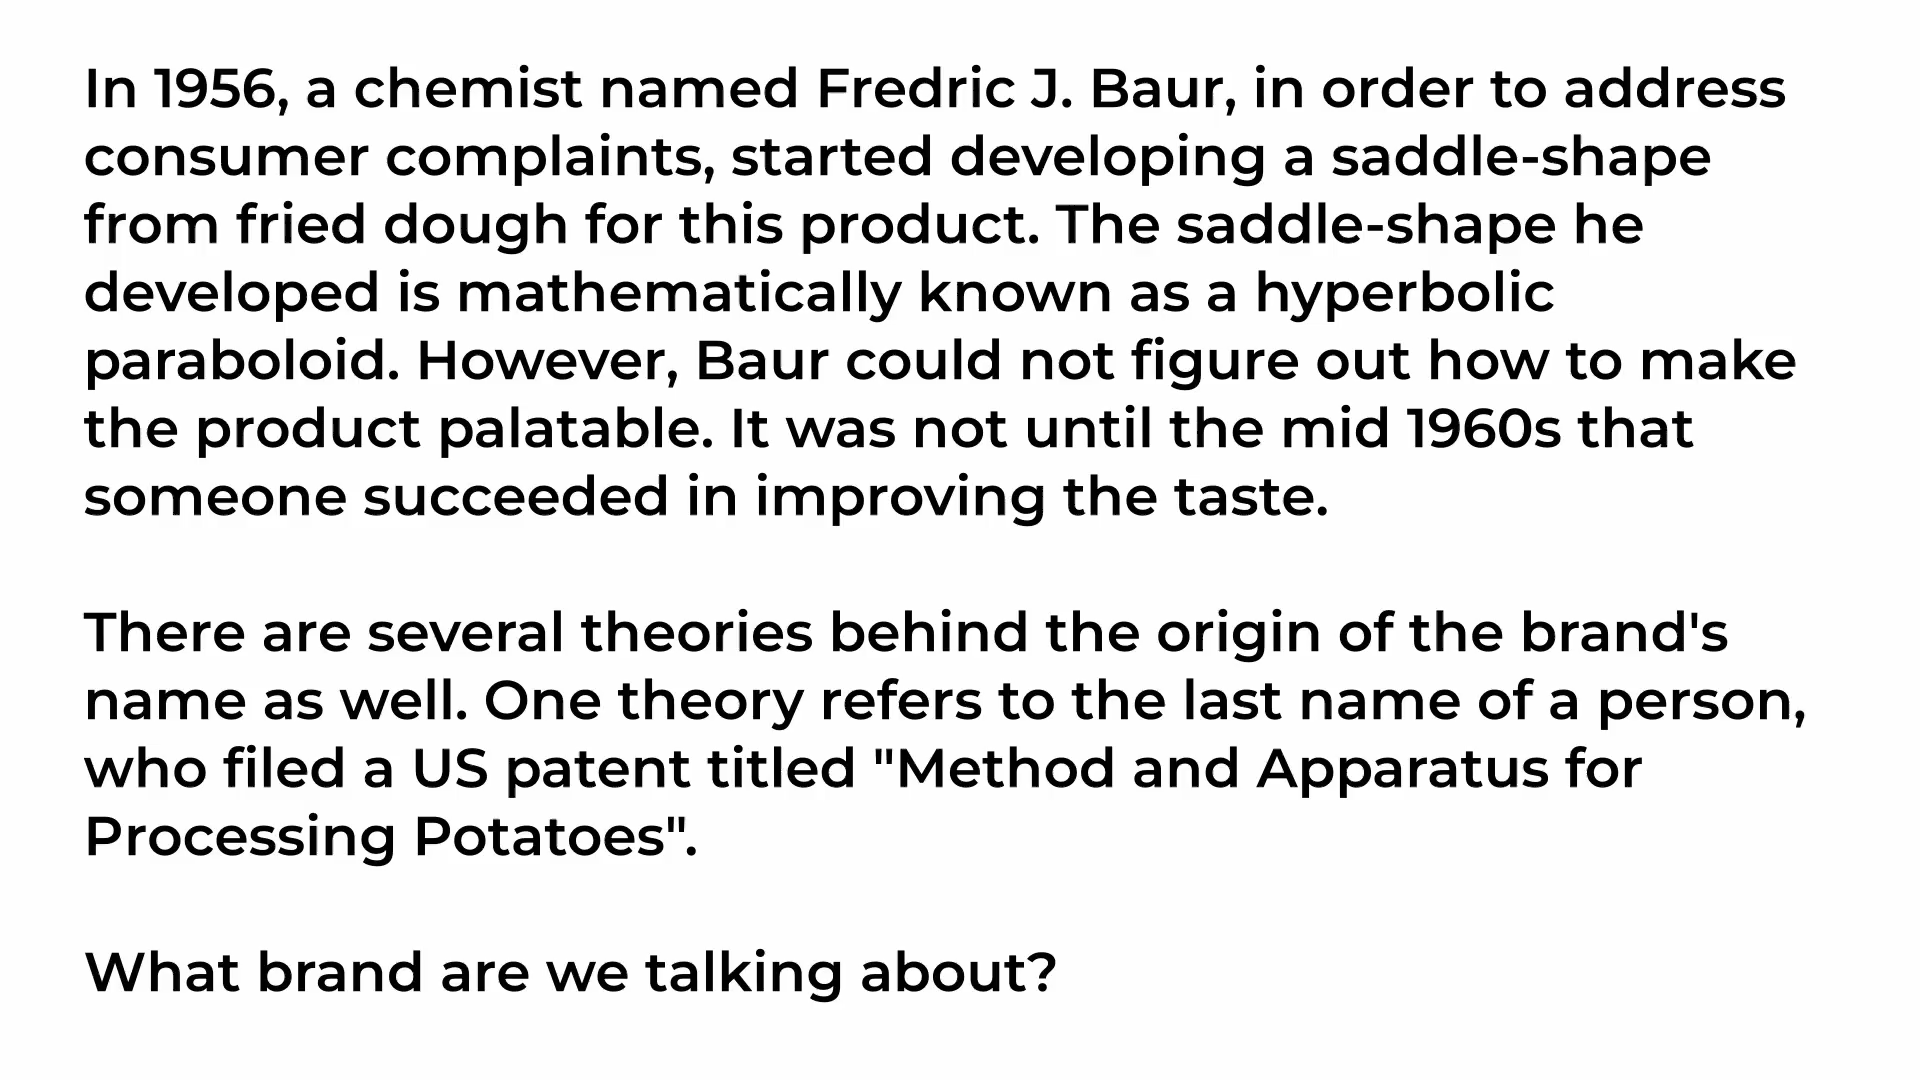 In 1956, a chemist named Fredric J. Baur, in order to address
consumer complaints, started developing a saddle-shape
from fried dough for this product. The saddle-shape he
developed is mathematically known as a hyperbolic
paraboloid. However, Baur could not figure out how to make
the product palatable. It was not until the mid 1960s that
someone succeeded in improving the taste.
There are several theories behind the origin of the brand's
name as well. One theory refers to the last name of a person,
who filed a US patent titled "Method and Apparatus for
Processing Potatoes".
What brand are we talking about?